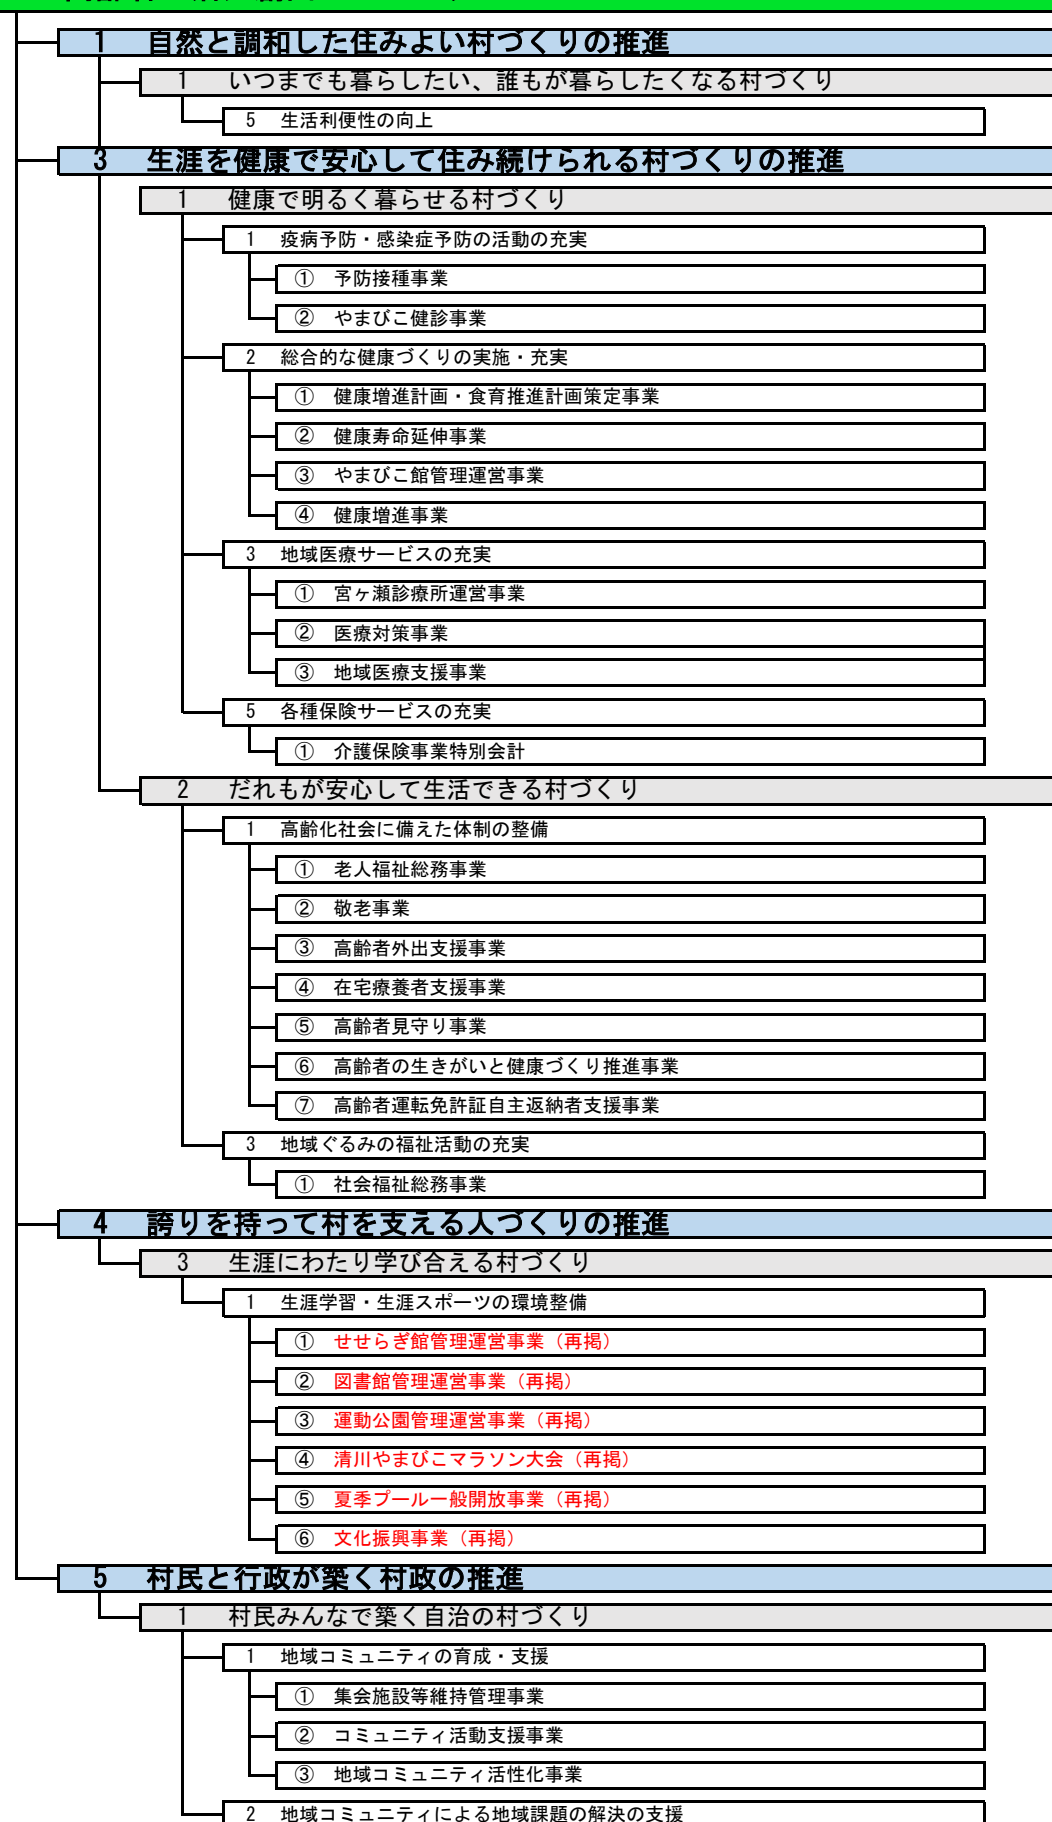 1 自然と調和した住みよい村づくりの推進
1 いつまでも暮らしたい、誰もが暮らしたくなる村づくり
5 生活利便性の向上
3 生涯を健康で安心して住み続けられる村づくりの推進
1 健康で明るく暮らせる村づくり
1 疫病予防・感染症予防の活動の充実
① 予防接種事業
② やまびこ健診事業
2 総合的な健康づくりの実施・充実
① 健康増進計画・食育推進計画策定事業
② 健康寿命延伸事業
③ やまびこ館管理運営事業
④ 健康増進事業
3 地域医療サービスの充実
① 宮ヶ瀬診療所運営事業
② 医療対策事業
③ 地域医療支援事業
5 各種保険サービスの充実
① 介護保険事業特別会計
2 だれもが安心して生活できる村づくり
1 高齢化社会に備えた体制の整備
① 老人福祉総務事業
② 敬老事業
③ 高齢者外出支援事業
④ 在宅療養者支援事業
⑤ 高齢者見守り事業
⑥ 高齢者の生きがいと健康づくり推進事業
⑦ 高齢者運転免許証自主返納者支援事業
3 地域ぐるみの福祉活動の充実
① 社会福祉総務事業
4 誇りを持って村を支える人づくりの推進
3 生涯にわたり学び合える村づくり
1 生涯学習・生涯スポーツの環境整備
① せせらぎ館管理運営事業（再掲）
② 図書館管理運営事業（再掲）
③ 運動公園管理運営事業（再掲）
④ 清川やまびこマラソン大会（再掲）
⑤ 夏季プール一般開放事業（再掲）
⑥ 文化振興事業（再掲）
5 村民と行政が築く村政の推進
1 村民みんなで築く自治の村づくり
1 地域コミュニティの育成・支援
① 集会施設等維持管理事業
② コミュニティ活動支援事業
③ 地域コミュニティ活性化事業
2 地域コミュニティによる地域課題の解決の支援